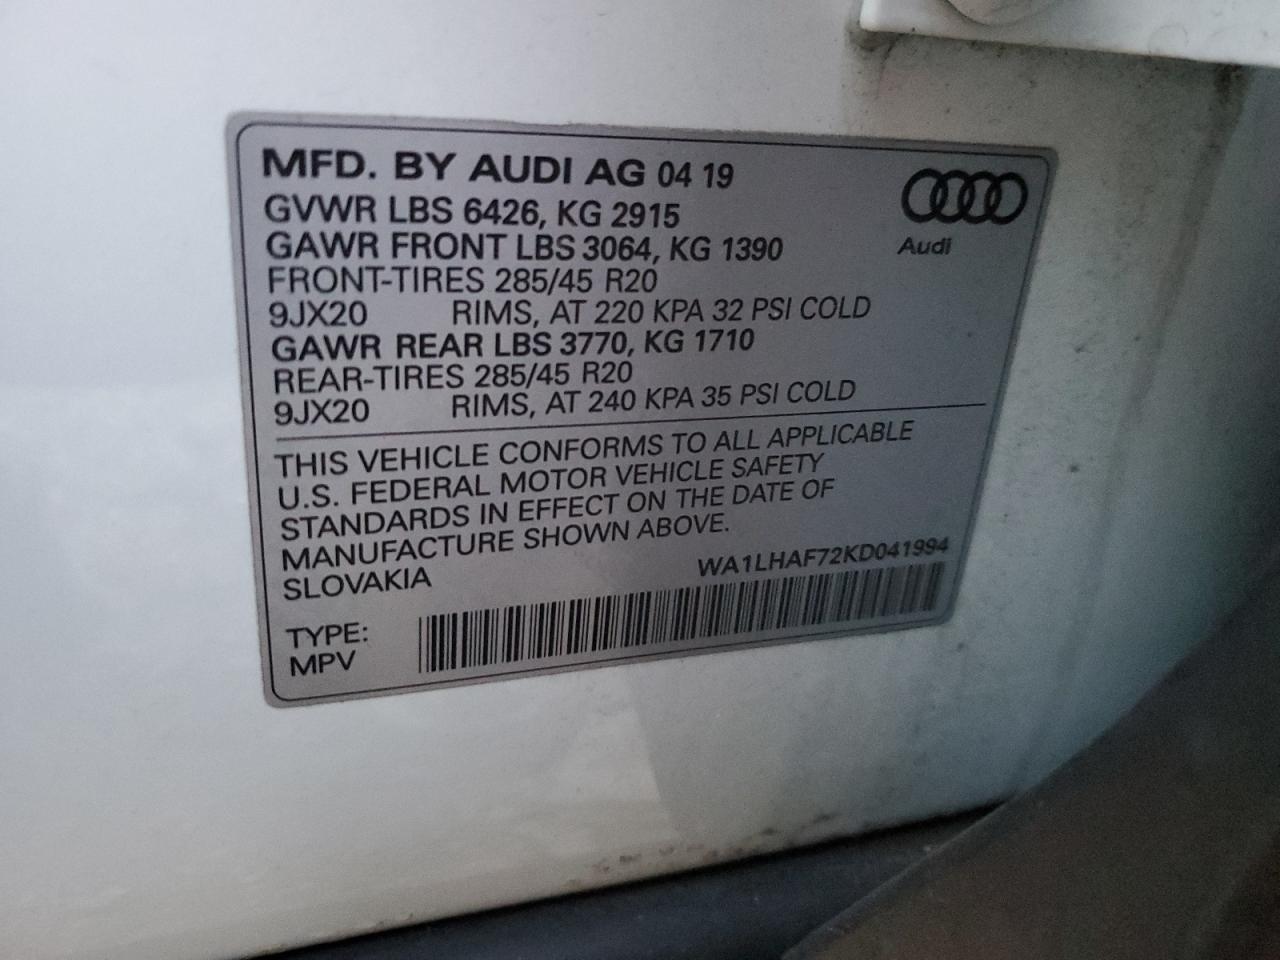 MFD. BY AUDI AG 04 19
GVWR LBS 6426, KG 2915
GAWR FRONT LBS 3064, KG 1390
FRONT-TIRES 285/45 R20
9JX20 RIMS, AT 220 KPA 32 PSI COLD
GAWR REAR LBS 3770, KG 1710
REAR-TIRES 285/45 R20
9JX20 RIMS, AT 240 KPA 35 PSI COLD
Audi
THIS VEHICLE CONFORMS TO ALL APPLICABLE
U.S. FEDERAL MOTOR VEHICLE SAFETY
STANDARDS IN EFFECT ON THE DATE OF
MANUFACTURE SHOWN ABOVE.
SLOVAKIA
WA1LHAF72KD041994
TYPE:
MPV